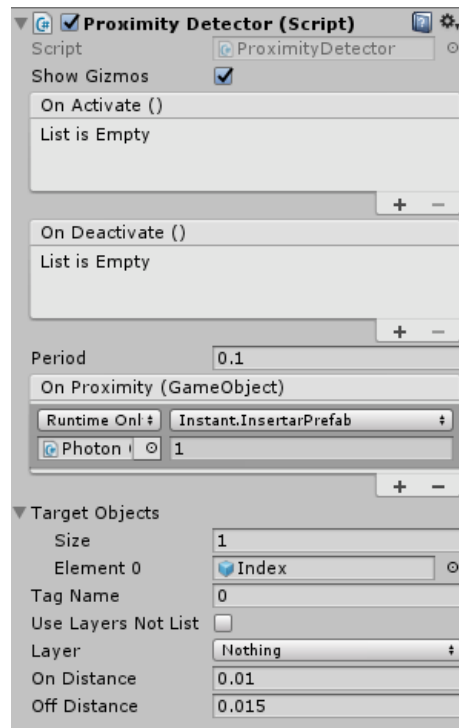 Proximity Detector (Script)
Script ProximityDetector
Show Gizmos
On Activate ()
List is Empty
+ −
On Deactivate ()
List is Empty
+ −
Period 0.1
On Proximity (GameObject)
Runtime Onl Instant.InsertarPrefab
Photon 1
+ −
Target Objects
Size 1
Element 0 Index
Tag Name 0
Use Layers Not List
Layer Nothing
On Distance 0.01
Off Distance 0.015